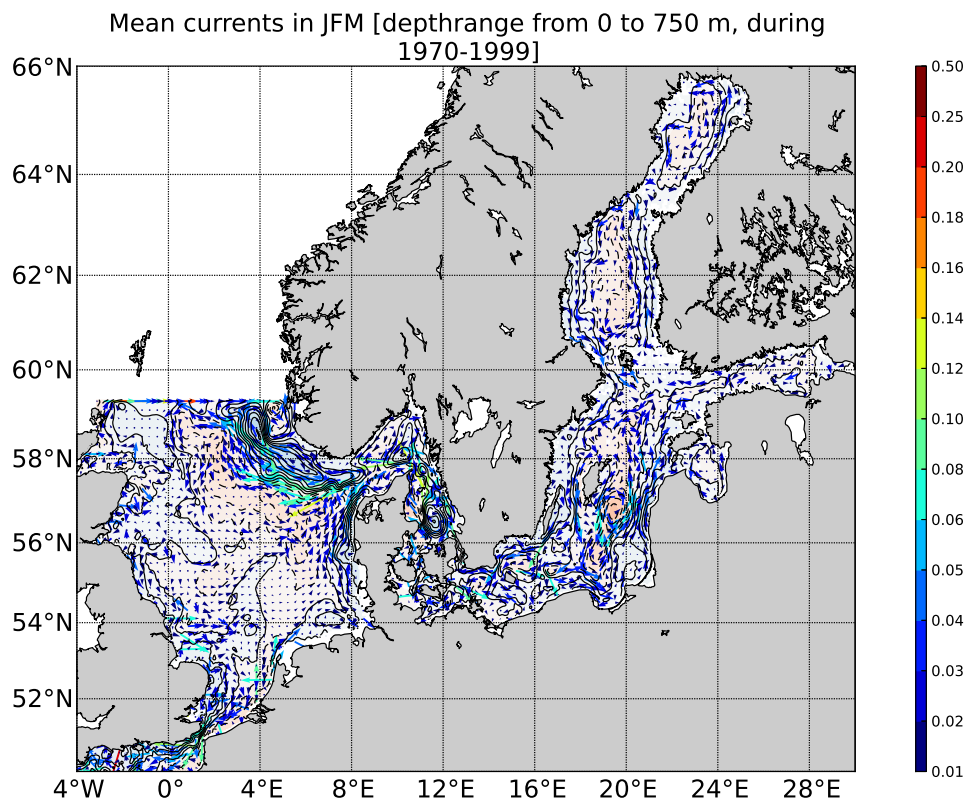 Mean currents in JFM [depthrange from 0 to 750 m, during
1970-1999]
66°N
64°N
62°N
60°N
58°N
56°N
54°N
52°N
4°W
0°
4°E
8°E
12°E
16°E
20°E
24°E
28°E
0.50
0.25
0.20
0.18
0.16
0.14
0.12
0.10
0.08
0.06
0.05
0.04
0.03
0.02
0.01